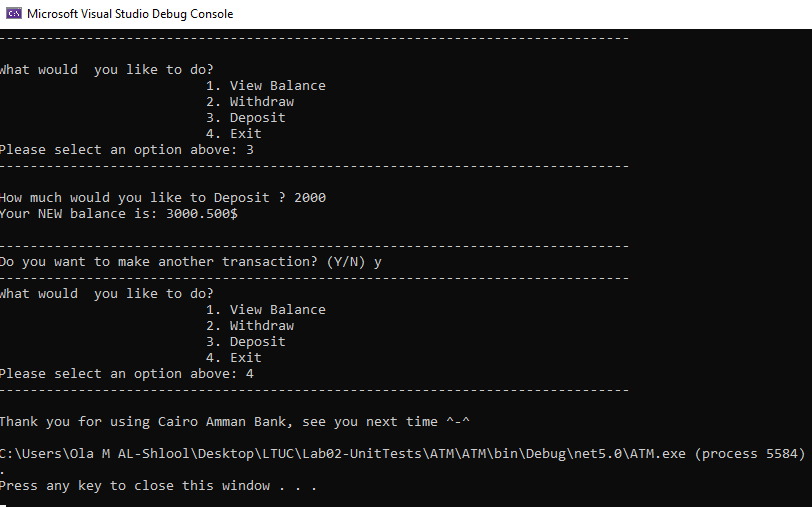 Microsoft Visual Studio Debug Console
-------------------------------------------------------------------------------
What would  you like to do?
1. View Balance
2. Withdraw
3. Deposit
4. Exit
Please select an option above: 3
-------------------------------------------------------------------------------
How much would you like to Deposit ? 2000
Your NEW balance is: 3000.500$
-------------------------------------------------------------------------------
Do you want to make another transaction? (Y/N) y
-------------------------------------------------------------------------------
What would  you like to do?
1. View Balance
2. Withdraw
3. Deposit
4. Exit
Please select an option above: 4
-------------------------------------------------------------------------------
Thank you for using Cairo Amman Bank, see you next time ^-^
C:\Users\Ola M AL-Shlool\Desktop\LTUC\Lab02-UnitTests\ATM\ATM\bin\Debug\net5.0\ATM.exe (process 5584)
.
Press any key to close this window . . .